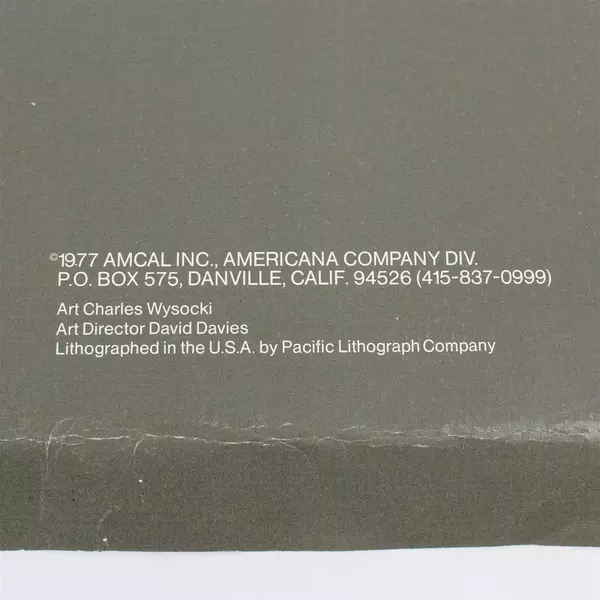 ©1977 AMCAL INC., AMERICANA COMPANY DIV.
P.O. BOX 575, DANVILLE, CALIF. 94526 (415-837-0999)
Art Charles Wysocki
Art Director David Davies
Lithographed in the U.S.A. by Pacific Lithograph Company